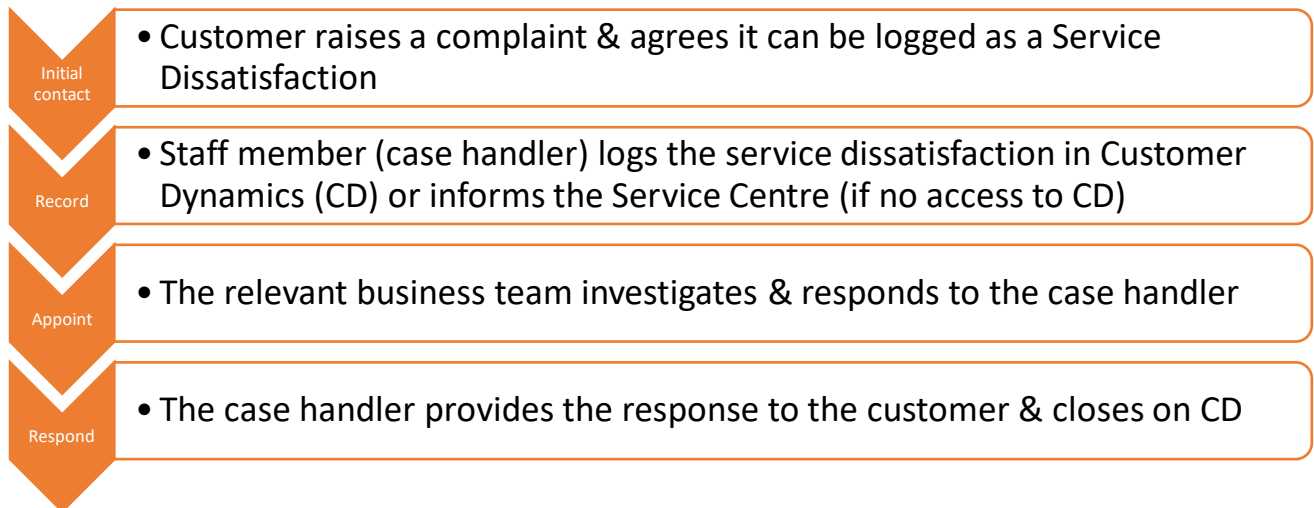 Initial
contact
• Customer raises a complaint & agrees it can be logged as a Service
Dissatisfaction
Record
• Staff member (case handler) logs the service dissatisfaction in Customer
Dynamics (CD) or informs the Service Centre (if no access to CD)
Appoint
• The relevant business team investigates & responds to the case handler
Respond
• The case handler provides the response to the customer & closes on CD